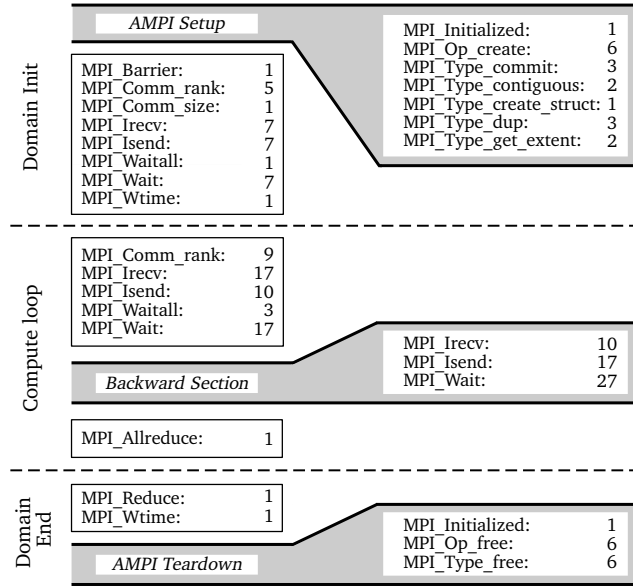 Domain Init
AMPI Setup
MPI_Barrier: 1
MPI_Comm_rank: 5
MPI_Comm_size: 1
MPI_Irecv: 7
MPI_Isend: 7
MPI_Waitall: 1
MPI_Wait: 7
MPI_Wtime: 1
MPI_Initialized: 1
MPI_Op_create: 6
MPI_Type_commit: 3
MPI_Type_contiguous: 2
MPI_Type_create_struct: 1
MPI_Type_dup: 3
MPI_Type_get_extent: 2
Compute loop
MPI_Comm_rank: 9
MPI_Irecv: 17
MPI_Isend: 10
MPI_Waitall: 3
MPI_Wait: 17
Backward Section
MPI_Irecv: 10
MPI_Isend: 17
MPI_Wait: 27
MPI_Allreduce: 1
Domain
End
MPI_Reduce: 1
MPI_Wtime: 1
AMPI Teardown
MPI_Initialized: 1
MPI_Op_free: 6
MPI_Type_free: 6